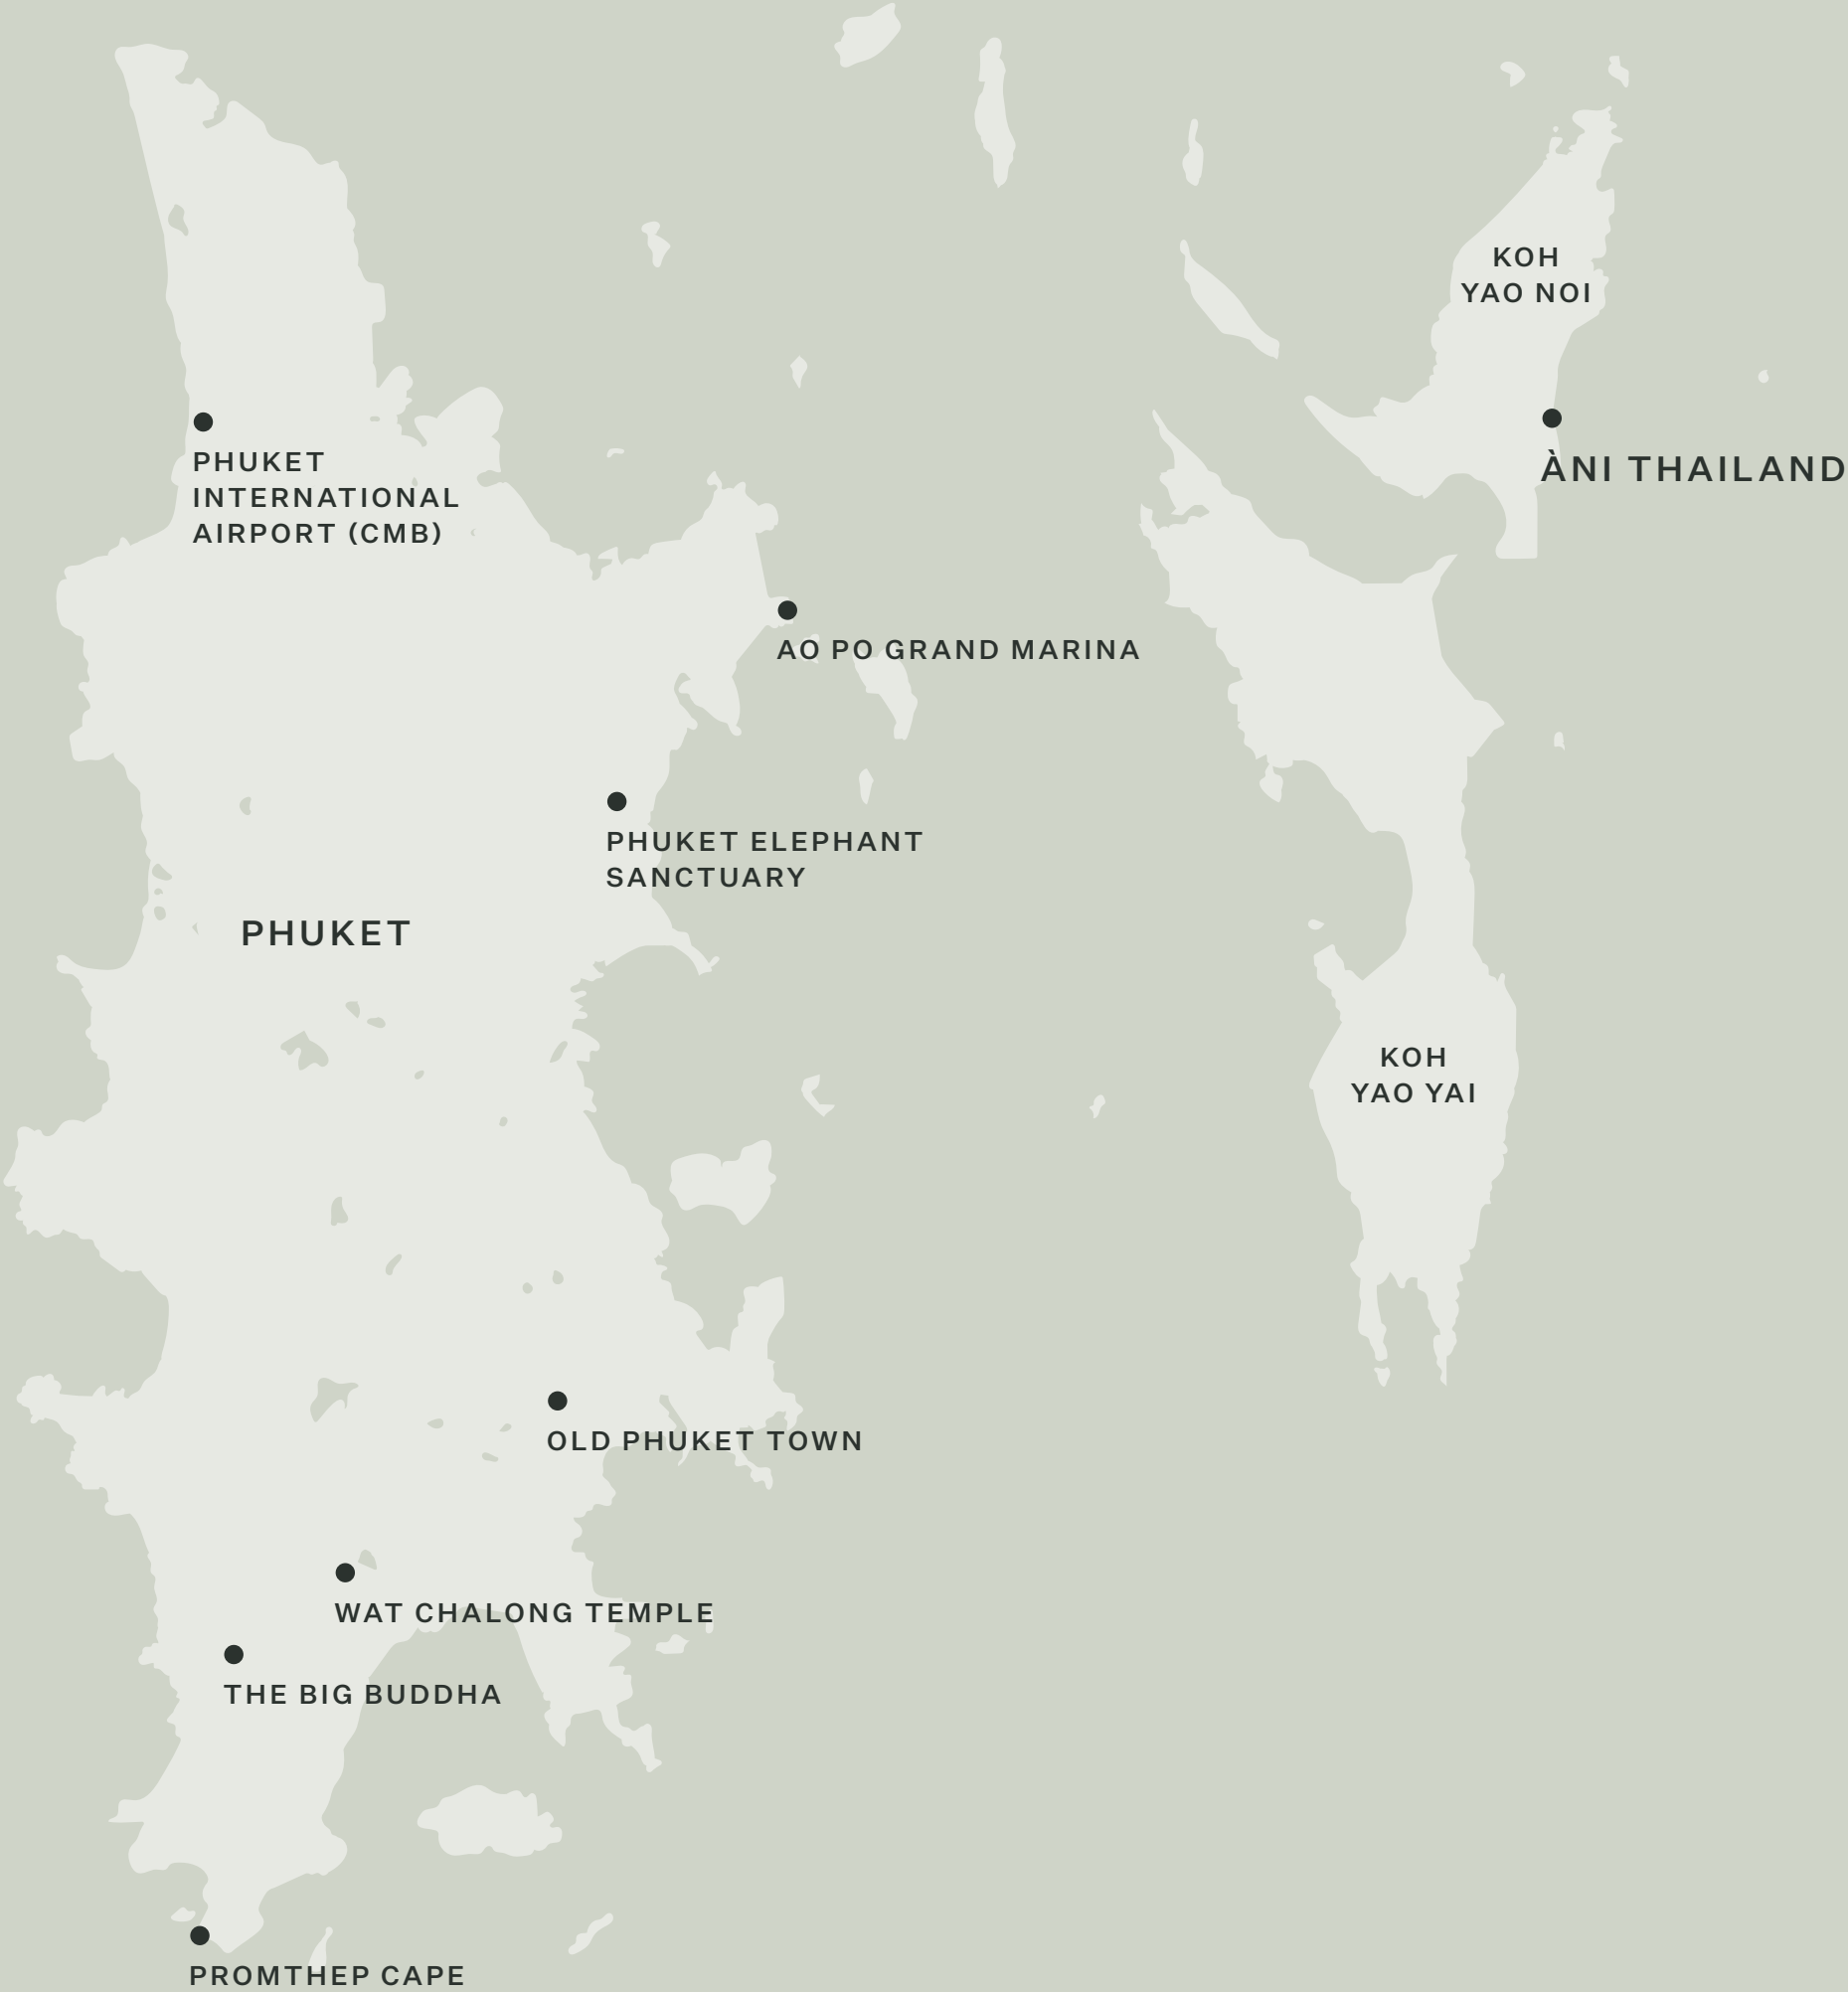 KOH
YAO NOI
PHUKET
INTERNATIONAL
AIRPORT (CMB)
ÀNI THAILAND
AO PO GRAND MARINA
PHUKET ELEPHANT
SANCTUARY
PHUKET
KOH
YAO YAI
OLD PHUKET TOWN
WAT CHALONG TEMPLE
THE BIG BUDDHA
PROMTHEP CAPE